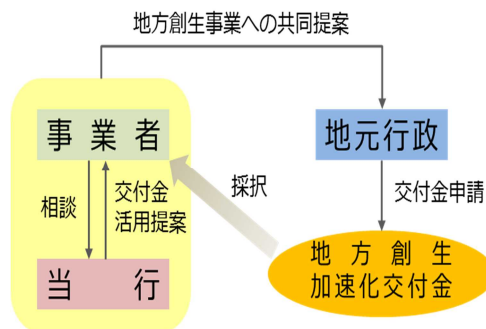 地方創生事業への共同提案
事業者
地元行政
相談
交付金
活用提案
採択
交付金申請
当行
地方創生
加速化交付金